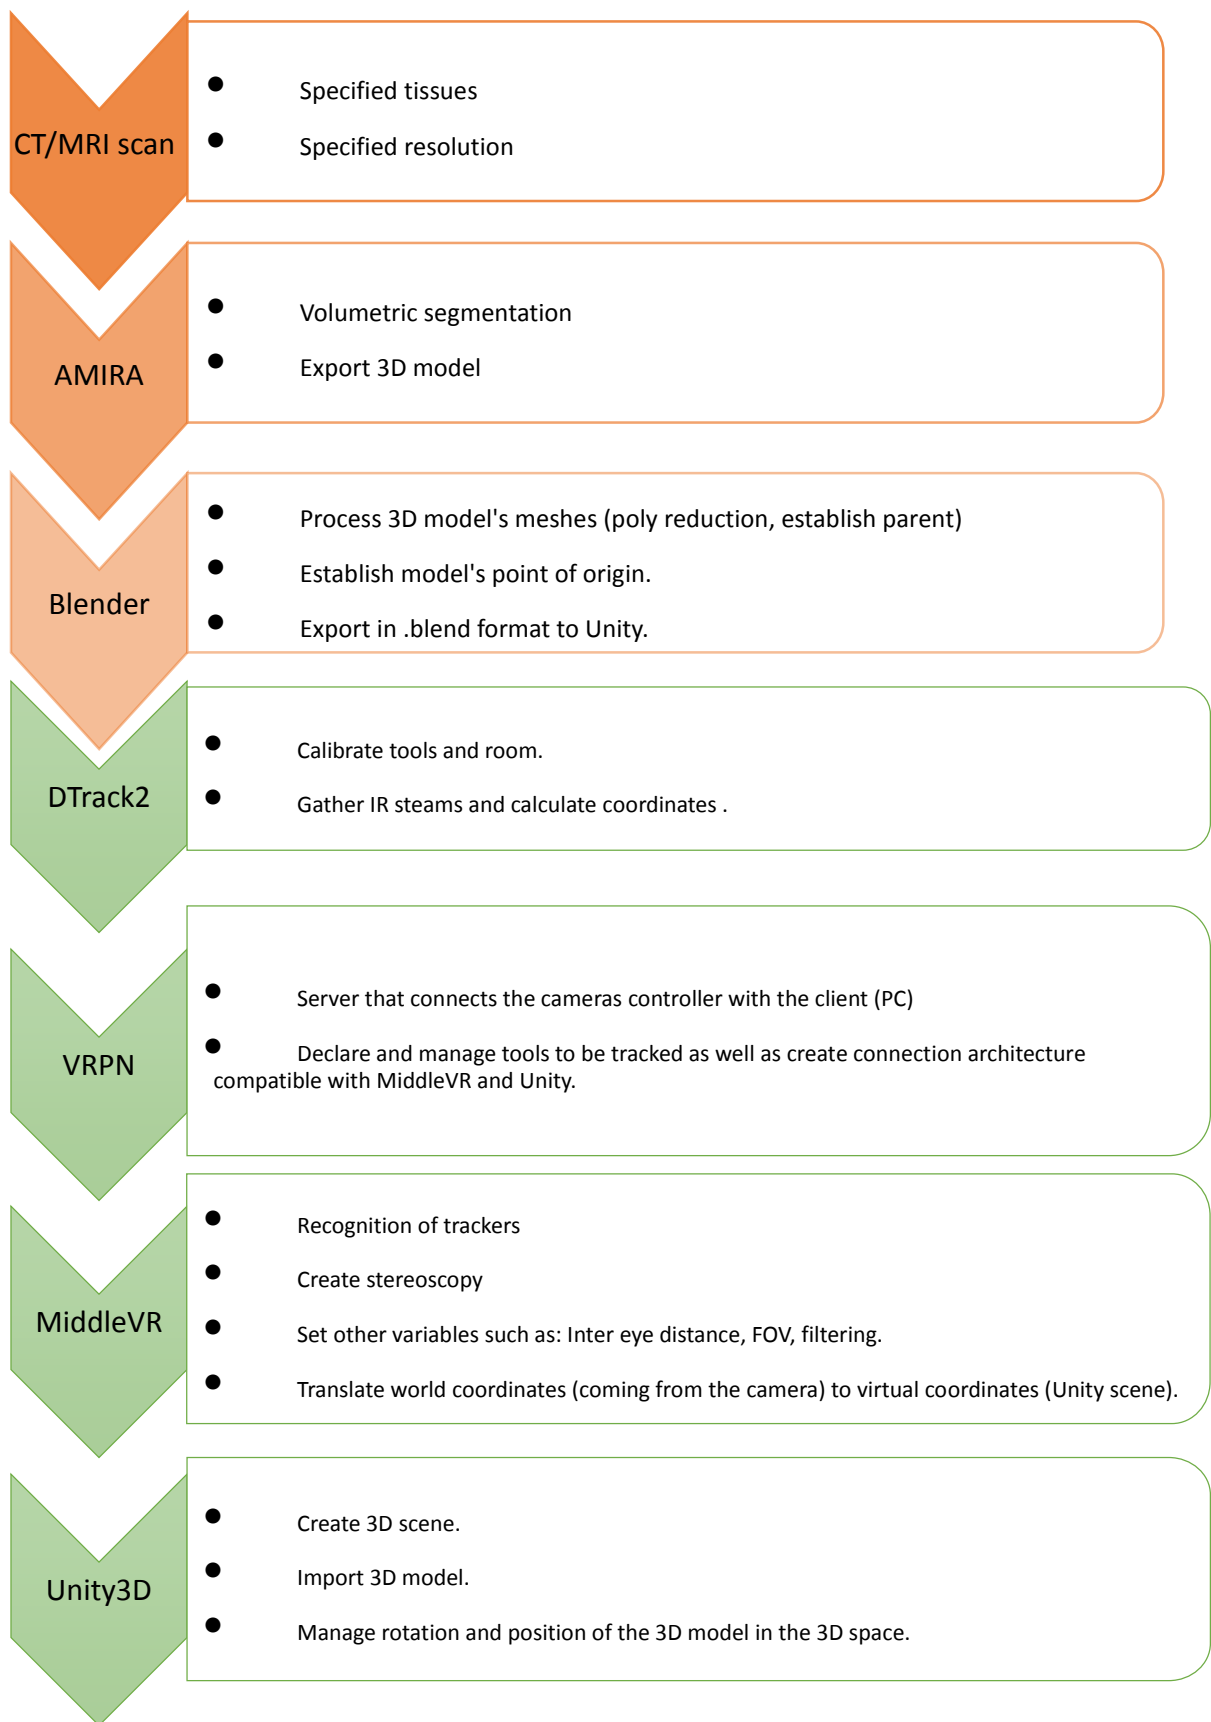 CT/MRI scan
● Specified tissues
● Specified resolution
AMIRA
● Volumetric segmentation
● Export 3D model
Blender
● Process 3D model's meshes (poly reduction, establish parent)
● Establish model's point of origin.
● Export in .blend format to Unity.
DTrack2
● Calibrate tools and room.
● Gather IR steams and calculate coordinates .
VRPN
● Server that connects the cameras controller with the client (PC)
● Declare and manage tools to be tracked as well as create connection architecture
compatible with MiddleVR and Unity.
MiddleVR
● Recognition of trackers
● Create stereoscopy
● Set other variables such as: Inter eye distance, FOV, filtering.
● Translate world coordinates (coming from the camera) to virtual coordinates (Unity scene).
Unity3D
● Create 3D scene.
● Import 3D model.
● Manage rotation and position of the 3D model in the 3D space.